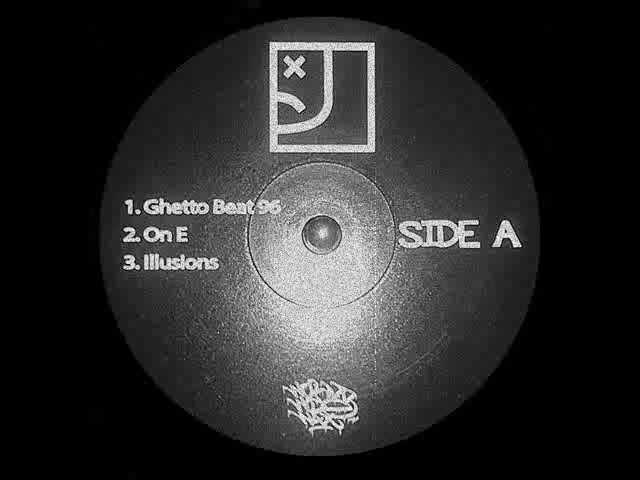 1. Ghetto Beat 96
2. On E
3. Illusions
SIDE A